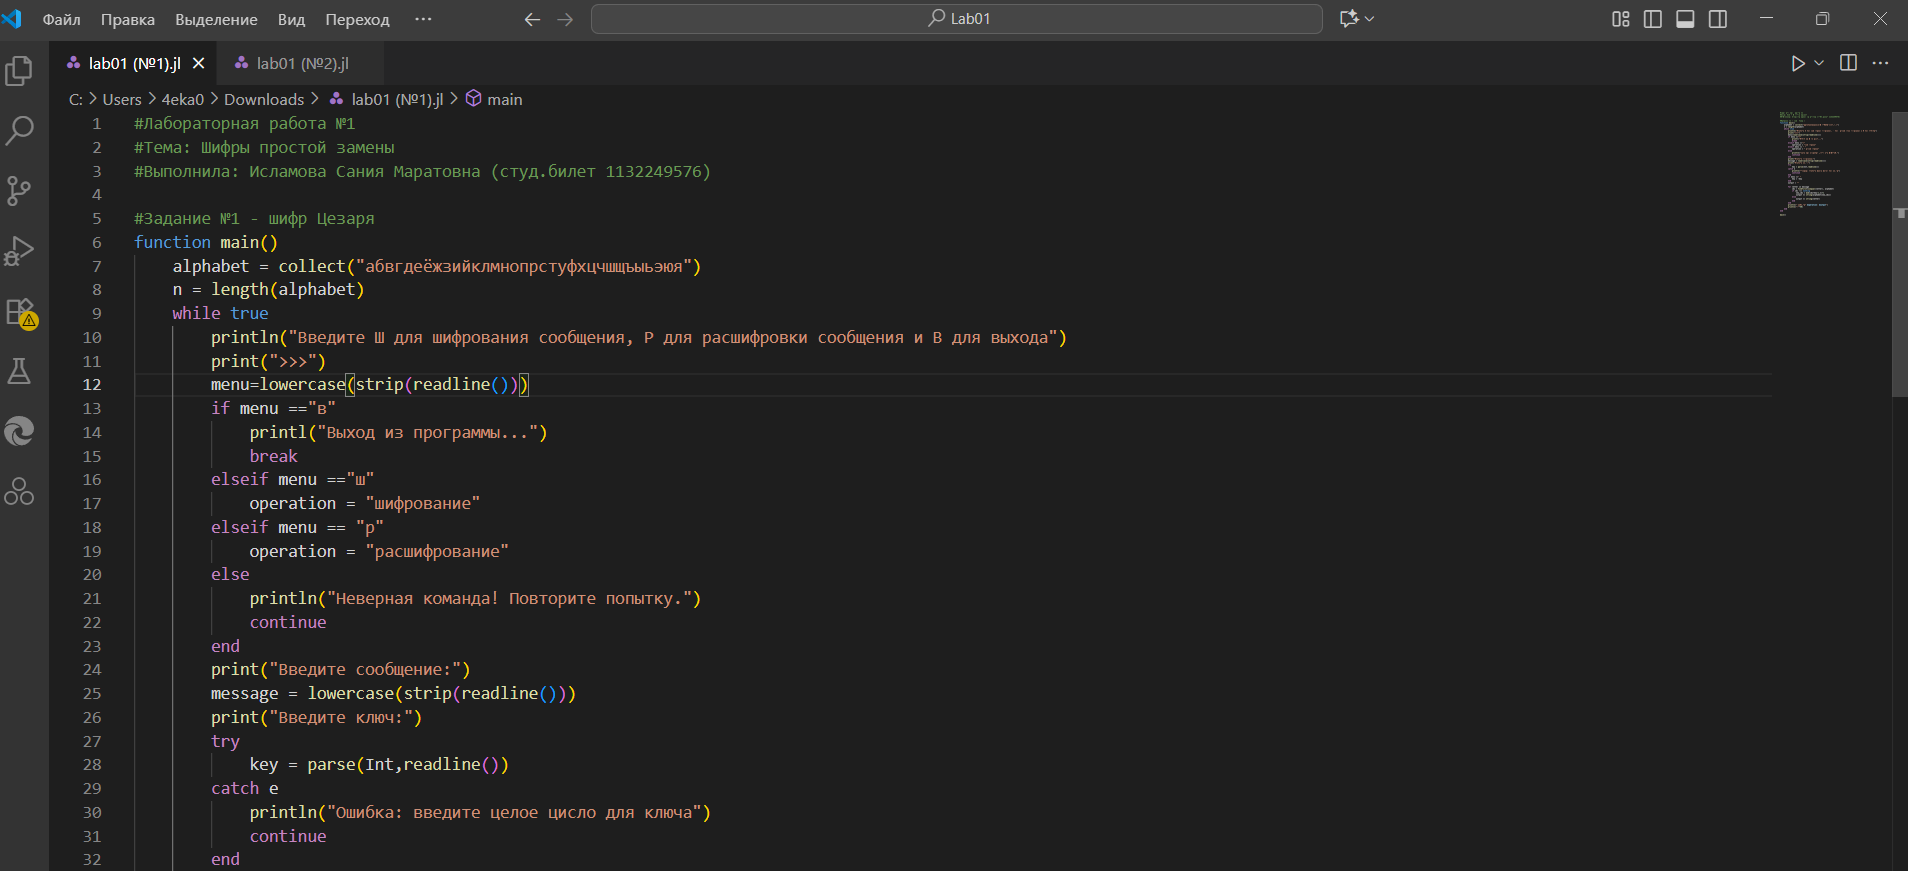 Файл Правка Выделение Вид Переход ··· Lab01
lab01 (№1).jl lab01 (№2).jl
C: > Users > 4eka0 > Downloads > lab01 (№1).jl > main
1 #Лабораторная работа №1
2 #Тема: Шифры простой замены
3 #Выполнила: Исламова Сания Маратовна (студ.билет 1132249576)
4
5 #Задание №1 - шифр Цезаря
6 function main()
7 alphabet = collect("абвгдеёжзийклмнопрстуфхцчшщъыьэюя")
8 n = length(alphabet)
9 while true
10 println("Введите Ш для шифрования сообщения, Р для расшифровки сообщения и В для выхода")
11 print(">>>")
12 menu=lowercase(strip(readline()))
13 if menu =="в"
14 printl("Выход из программы...")
15 break
16 elseif menu =="ш"
17 operation = "шифрование"
18 elseif menu == "р"
19 operation = "расшифрование"
20 else
21 println("Неверная команда! Повторите попытку.")
22 continue
23 end
24 print("Введите сообщение:")
25 message = lowercase(strip(readline()))
26 print("Введите ключ:")
27 try
28 key = parse(Int,readline())
29 catch e
30 println("Ошибка: введите целое цисло для ключа")
31 continue
32 end